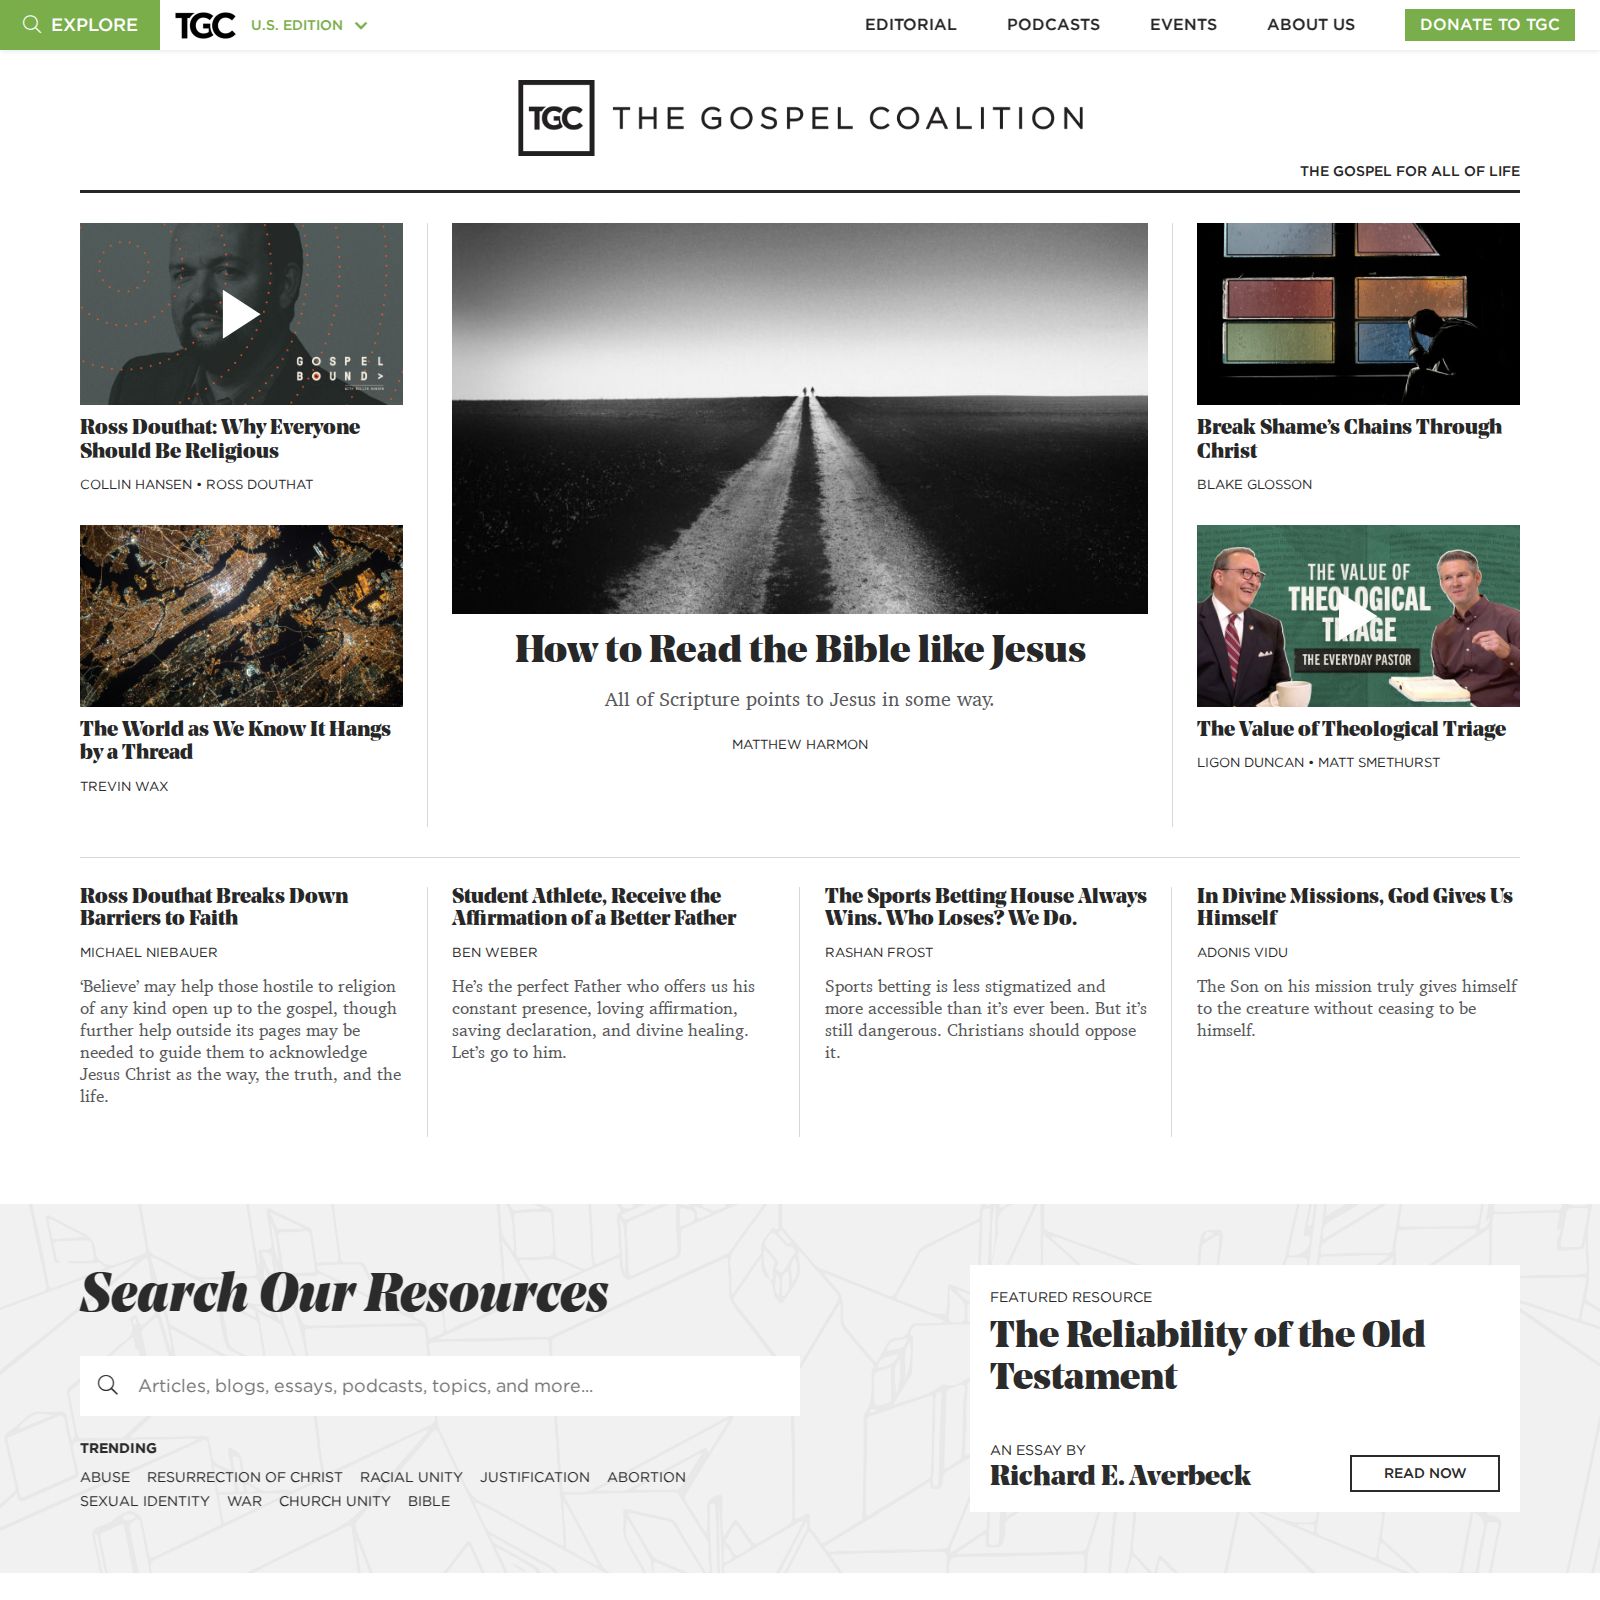 EXPLORE
TGC
U.S. EDITION
EDITORIAL
PODCASTS
EVENTS
ABOUT US
DONATE TO TGC
TGC THE GOSPEL COALITION
THE GOSPEL FOR ALL OF LIFE
GOSPEL
BOUND>
Ross Douthat: Why Everyone
Should Be Religious
COLLIN HANSEN • ROSS DOUTHAT
The World as We Know It Hangs
by a Thread
TREVIN WAX
How to Read the Bible like Jesus
All of Scripture points to Jesus in some way.
MATTHEW HARMON
Break Shame’s Chains Through
Christ
BLAKE GLOSSON
THE VALUE OF
THEOLOGICAL
TRIAGE
THE EVERYDAY PASTOR
The Value of Theological Triage
LIGON DUNCAN • MATT SMETHURST
Ross Douthat Breaks Down
Barriers to Faith
MICHAEL NIEBAUER
‘Believe’ may help those hostile to religion
of any kind open up to the gospel, though
further help outside its pages may be
needed to guide them to acknowledge
Jesus Christ as the way, the truth, and the
life.
Student Athlete, Receive the
Affirmation of a Better Father
BEN WEBER
He’s the perfect Father who offers us his
constant presence, loving affirmation,
saving declaration, and divine healing.
Let’s go to him.
The Sports Betting House Always
Wins. Who Loses? We Do.
RASHAN FROST
Sports betting is less stigmatized and
more accessible than it’s ever been. But it’s
still dangerous. Christians should oppose
it.
In Divine Missions, God Gives Us
Himself
ADONIS VIDU
The Son on his mission truly gives himself
to the creature without ceasing to be
himself.
Search Our Resources
Articles, blogs, essays, podcasts, topics, and more...
TRENDING
ABUSE RESURRECTION OF CHRIST RACIAL UNITY JUSTIFICATION ABORTION
SEXUAL IDENTITY WAR CHURCH UNITY BIBLE
FEATURED RESOURCE
The Reliability of the Old
Testament
AN ESSAY BY
Richard E. Averbeck
READ NOW